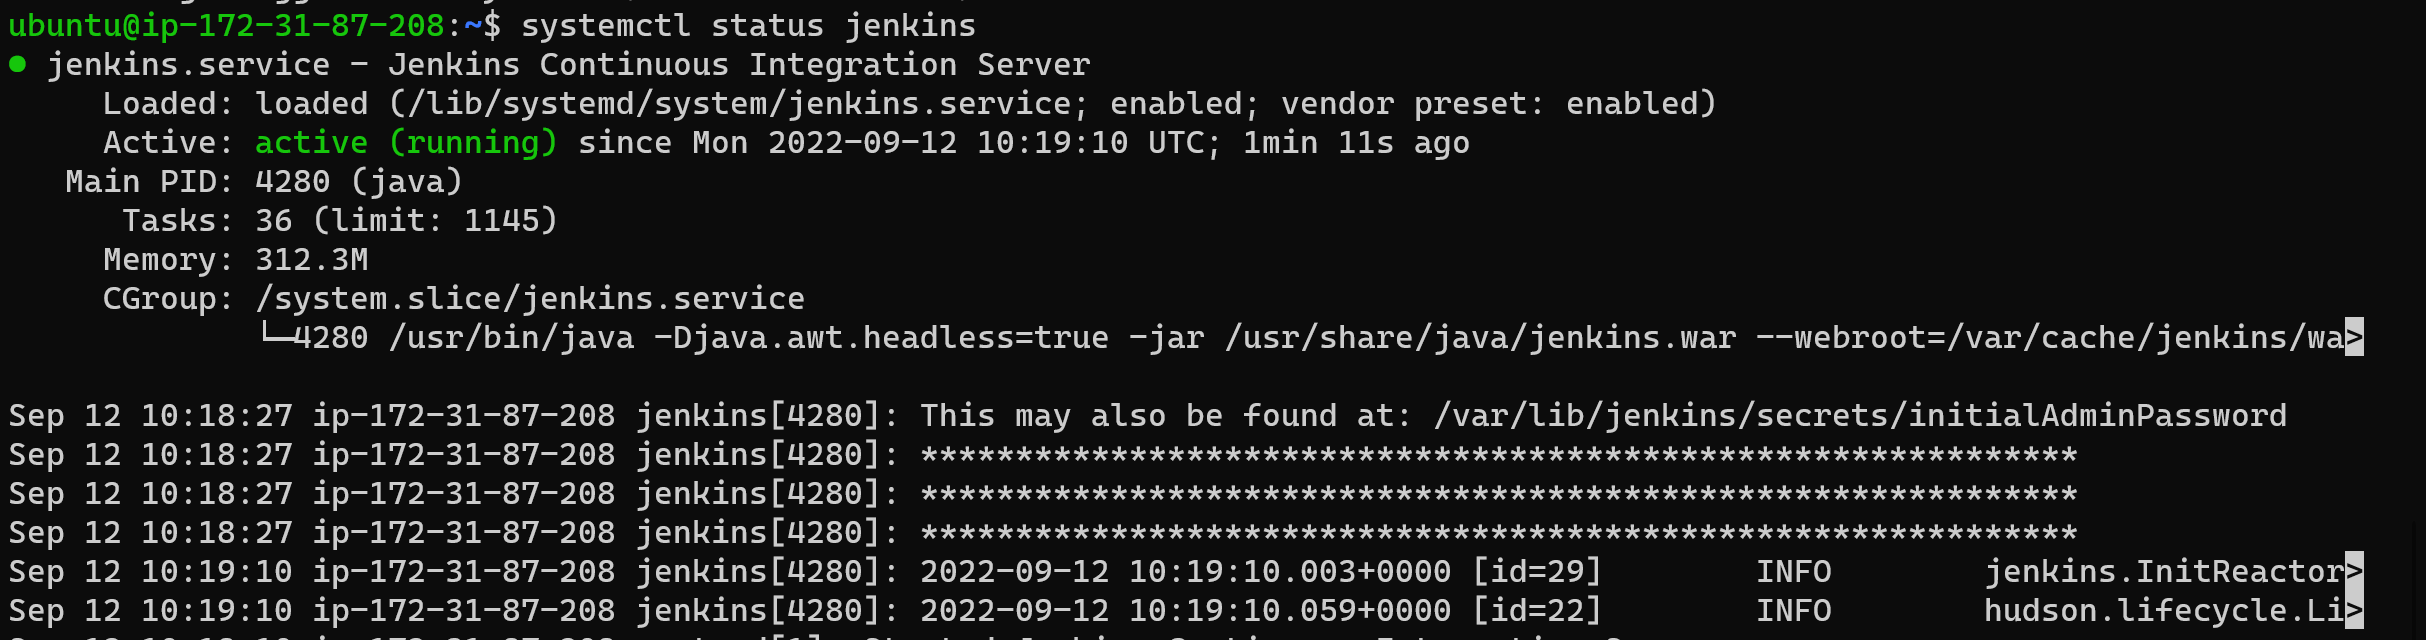 ubuntu@ip-172-31-87-208:~$ systemctl status jenkins
● jenkins.service - Jenkins Continuous Integration Server
Loaded: loaded (/lib/systemd/system/jenkins.service; enabled; vendor preset: enabled)
Active: active (running) since Mon 2022-09-12 10:19:10 UTC; 1min 11s ago
Main PID: 4280 (java)
Tasks: 36 (limit: 1145)
Memory: 312.3M
CGroup: /system.slice/jenkins.service
└─4280 /usr/bin/java -Djava.awt.headless=true -jar /usr/share/java/jenkins.war --webroot=/var/cache/jenkins/wa>
Sep 12 10:18:27 ip-172-31-87-208 jenkins[4280]: This may also be found at: /var/lib/jenkins/secrets/initialAdminPassword
Sep 12 10:18:27 ip-172-31-87-208 jenkins[4280]: *************************************************************
Sep 12 10:18:27 ip-172-31-87-208 jenkins[4280]: *************************************************************
Sep 12 10:18:27 ip-172-31-87-208 jenkins[4280]: *************************************************************
Sep 12 10:19:10 ip-172-31-87-208 jenkins[4280]: 2022-09-12 10:19:10.003+0000 [id=29] INFO jenkins.InitReactor>
Sep 12 10:19:10 ip-172-31-87-208 jenkins[4280]: 2022-09-12 10:19:10.059+0000 [id=22] INFO hudson.lifecycle.Li>